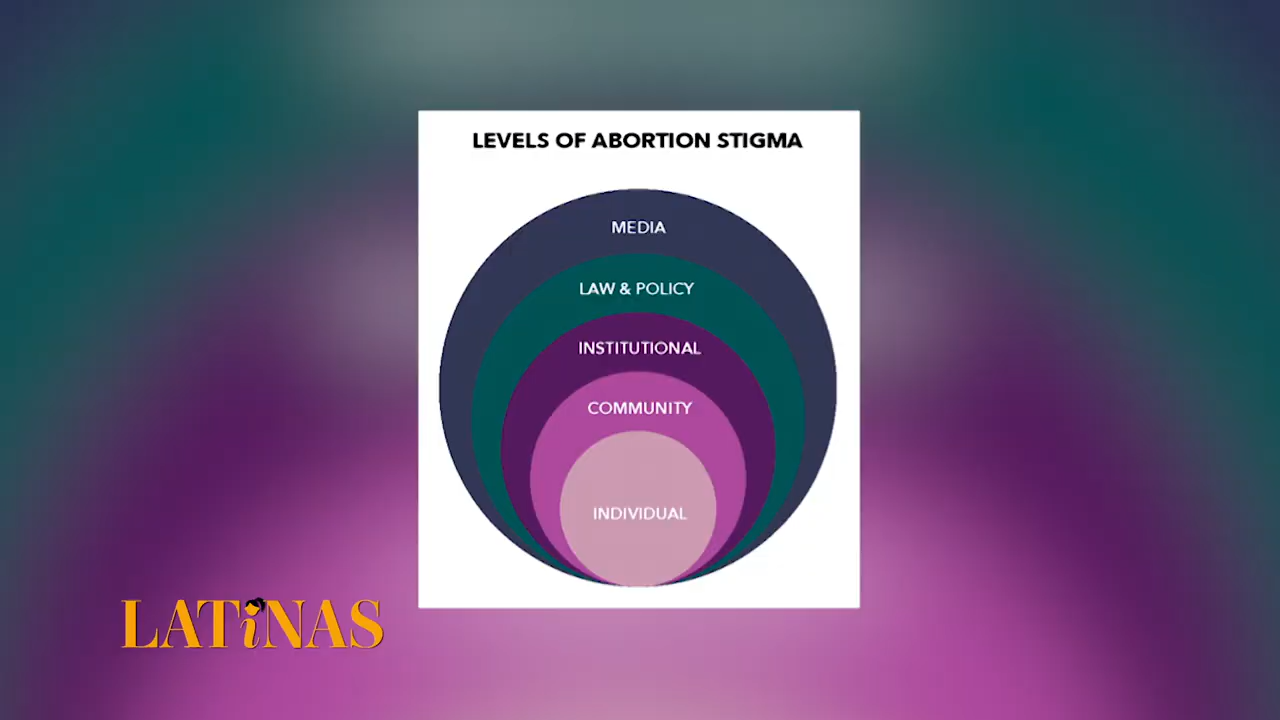 LEVELS OF ABORTION STIGMA
MEDIA
LAW & POLICY
INSTITUTIONAL
COMMUNITY
INDIVIDUAL
LATiNAS